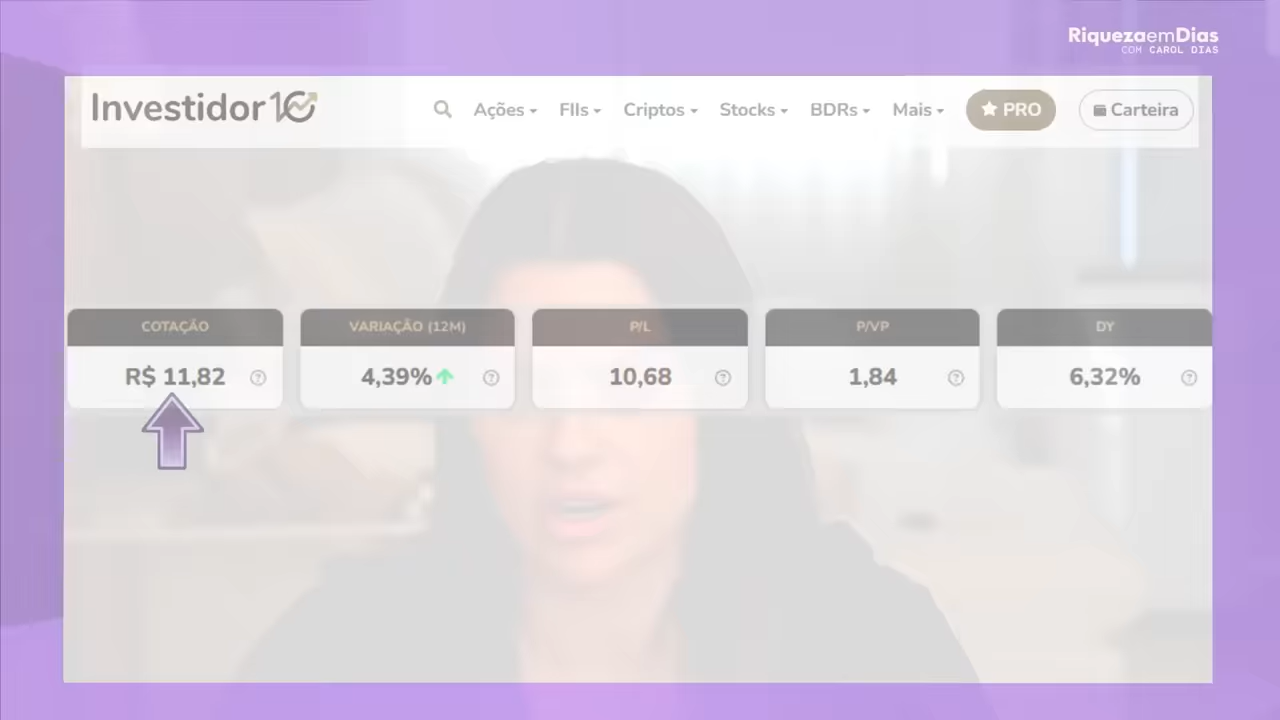 RiquezaemDias
COM CAROL DIAS
Investidor10
Ações
FIIs
Criptos
Stocks
BDRs
Mais
PRO
Carteira
COTAÇÃO
R$ 11,82
VARIAÇÃO (12M)
4,39%
P/L
10,68
P/VP
1,84
DY
6,32%